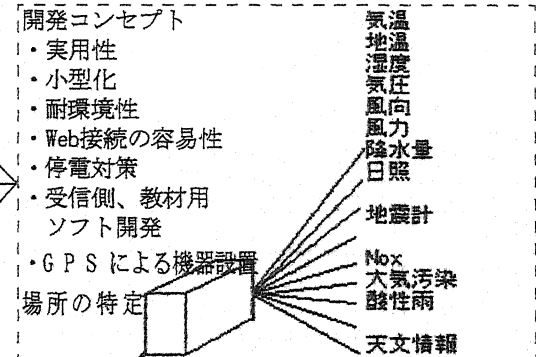 開発コンセプト
・実用性
・小型化
・耐環境性
・Web接続の容易性
・停電対策
・受信側、教材用
ソフト開発
・GPSによる機器設置
場所の特定
気温
地温
湿度
気圧
風向
風力
降水量
日照
地震計
Nox
大気汚染
酸性雨
天文情報